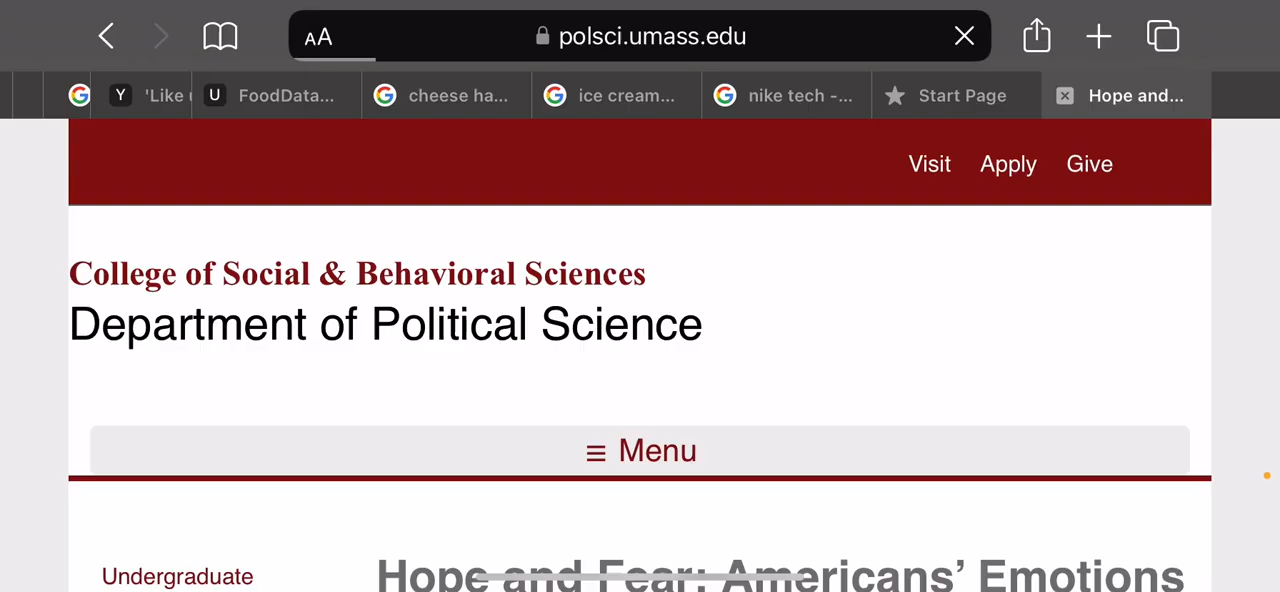 AA polsci.umass.edu
Y 'Like U FoodData... cheese ha... ice cream... nike tech -... Start Page Hope and...
Visit Apply Give
College of Social & Behavioral Sciences
Department of Political Science
≡ Menu
Undergraduate
Hope and Fear: Americans’ Emotions